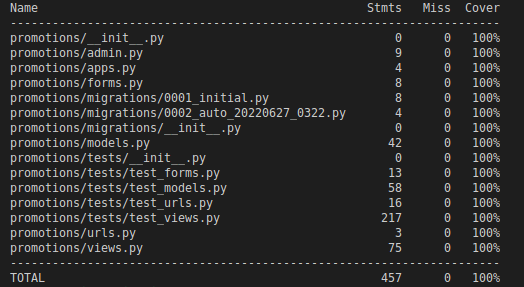 Name Stmts Miss Cover
--------------------------------------------------------------------
promotions/__init__.py 0 0 100%
promotions/admin.py 9 0 100%
promotions/apps.py 4 0 100%
promotions/forms.py 8 0 100%
promotions/migrations/0001_initial.py 8 0 100%
promotions/migrations/0002_auto_20220627_0322.py 4 0 100%
promotions/migrations/__init__.py 0 0 100%
promotions/models.py 42 0 100%
promotions/tests/__init__.py 0 0 100%
promotions/tests/test_forms.py 13 0 100%
promotions/tests/test_models.py 58 0 100%
promotions/tests/test_urls.py 16 0 100%
promotions/tests/test_views.py 217 0 100%
promotions/urls.py 3 0 100%
promotions/views.py 75 0 100%
--------------------------------------------------------------------
TOTAL 457 0 100%